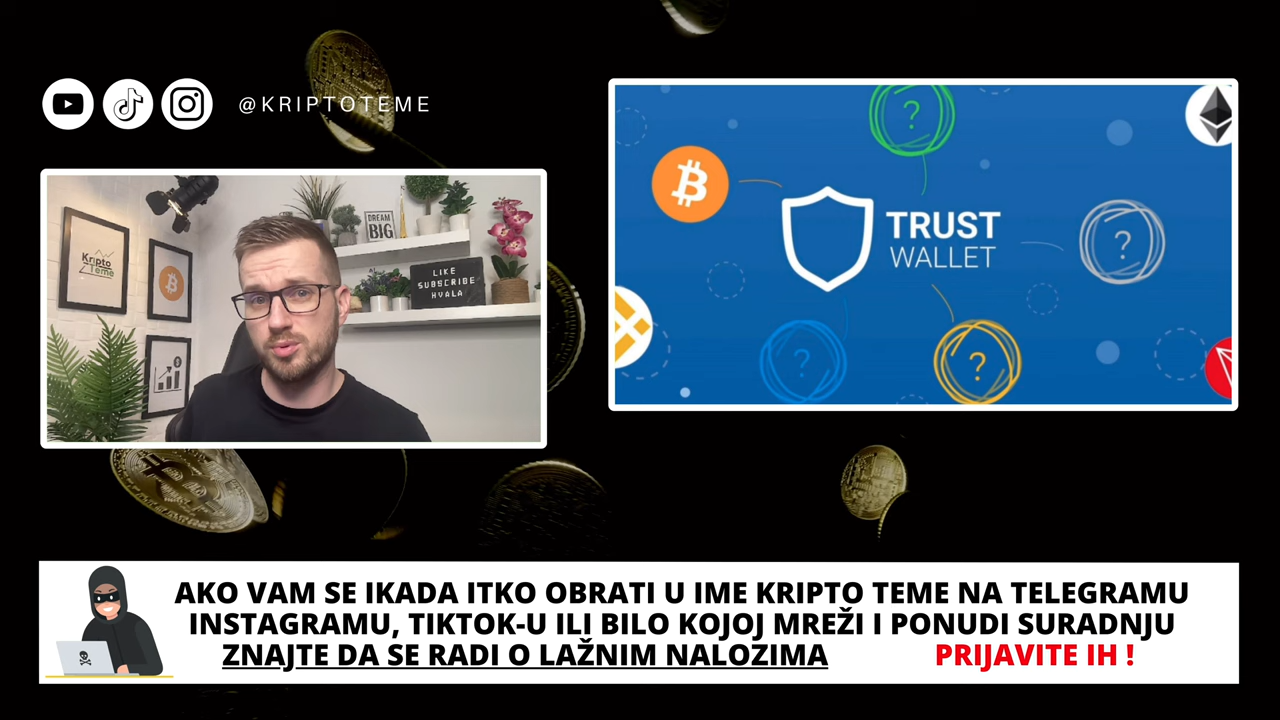 @KRIPTOTEME
Kripto
Teme
DREAM
BIG
LIKE
SUBSCRIBE
HVALA
TRUST
WALLET
?
?
?
?
AKO VAM SE IKADA ITKO OBRATI U IME KRIPTO TEME NA TELEGRAMU
INSTAGRAMU, TIKTOK-U ILI BILO KOJOJ MREŽI I PONUDI SURADNJU
ZNAJTE DA SE RADI O LAŽNIM NALOZIMA PRIJAVITE IH !